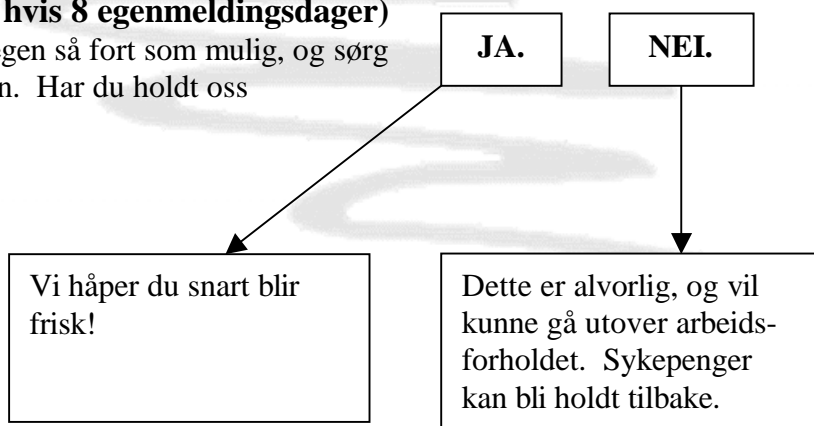 hvis 8 egenmeldingsdager)
egen så fort som mulig, og sørg
n.  Har du holdt oss
JA.
NEI.
Vi håper du snart blir
frisk!
Dette er alvorlig, og vil
kunne gå utover arbeids-
forholdet.  Sykepenger
kan bli holdt tilbake.